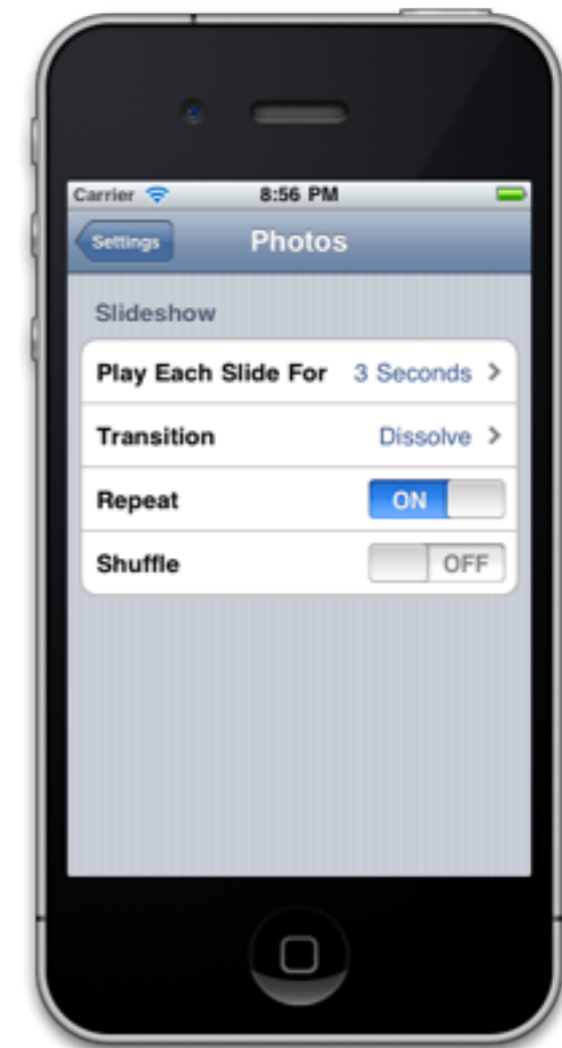 Carrier 8:56 PM
Settings Photos
Slideshow
Play Each Slide For 3 Seconds
Transition Dissolve
Repeat ON
Shuffle OFF